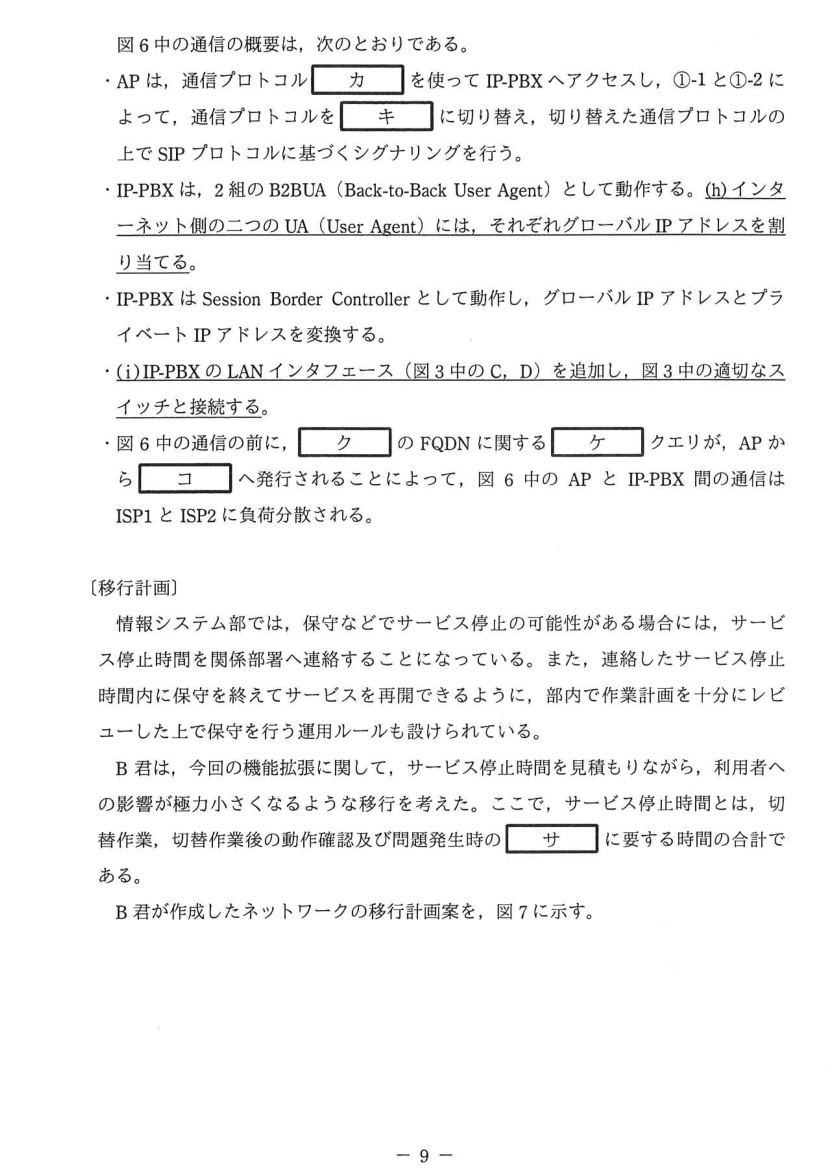 図6中の通信の概要は，次のとおりである。
・APは，通信プロトコル カ を使ってIP-PBXへアクセスし，①-1と①-2に
よって，通信プロトコルを キ に切り替え，切り替えた通信プロトコルの
上でSIPプロトコルに基づくシグナリングを行う。
・IP-PBXは，2組のB2BUA（Back-to-Back User Agent）として動作する。(h)インタ
ーネット側の二つのUA（User Agent）には，それぞれグローバルIPアドレスを割
り当てる。
・IP-PBXはSession Border Controllerとして動作し，グローバルIPアドレスとプラ
イベートIPアドレスを変換する。
・(i)IP-PBXのLANインタフェース（図3中のC，D）を追加し，図3中の適切なス
イッチと接続する。
・図6中の通信の前に， ク のFQDNに関する ケ クエリが，APか
ら コ へ発行されることによって，図6中のAPとIP-PBX間の通信は
ISP1とISP2に負荷分散される。
〔移行計画〕
情報システム部では，保守などでサービス停止の可能性がある場合には，サービ
ス停止時間を関係部署へ連絡することになっている。また，連絡したサービス停止
時間内に保守を終えてサービスを再開できるように，部内で作業計画を十分にレビ
ューした上で保守を行う運用ルールも設けられている。
B君は，今回の機能拡張に関して，サービス停止時間を見積もりながら，利用者へ
の影響が極力小さくなるような移行を考えた。ここで，サービス停止時間とは，切
替作業，切替作業後の動作確認及び問題発生時の サ に要する時間の合計で
ある。
B君が作成したネットワークの移行計画案を，図7に示す。
－ 9 －